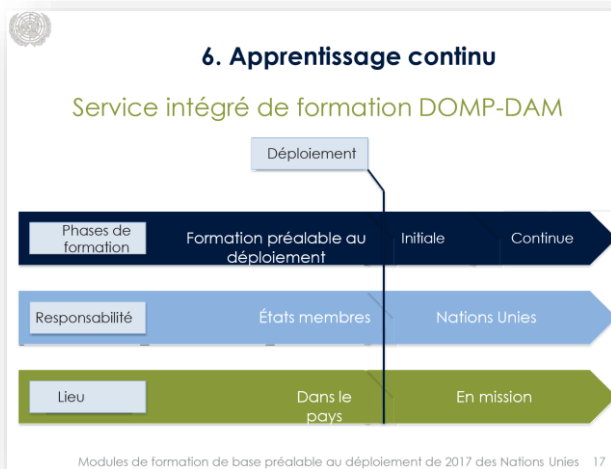 6. Apprentissage continu
Service intégré de formation DOMP-DAM
Déploiement
Phases de
formation
Formation préalable au
déploiement
Initiale
Continue
Responsabilité
États membres
Nations Unies
Lieu
Dans le
pays
En mission
Modules de formation de base préalable au déploiement de 2017 des Nations Unies 17